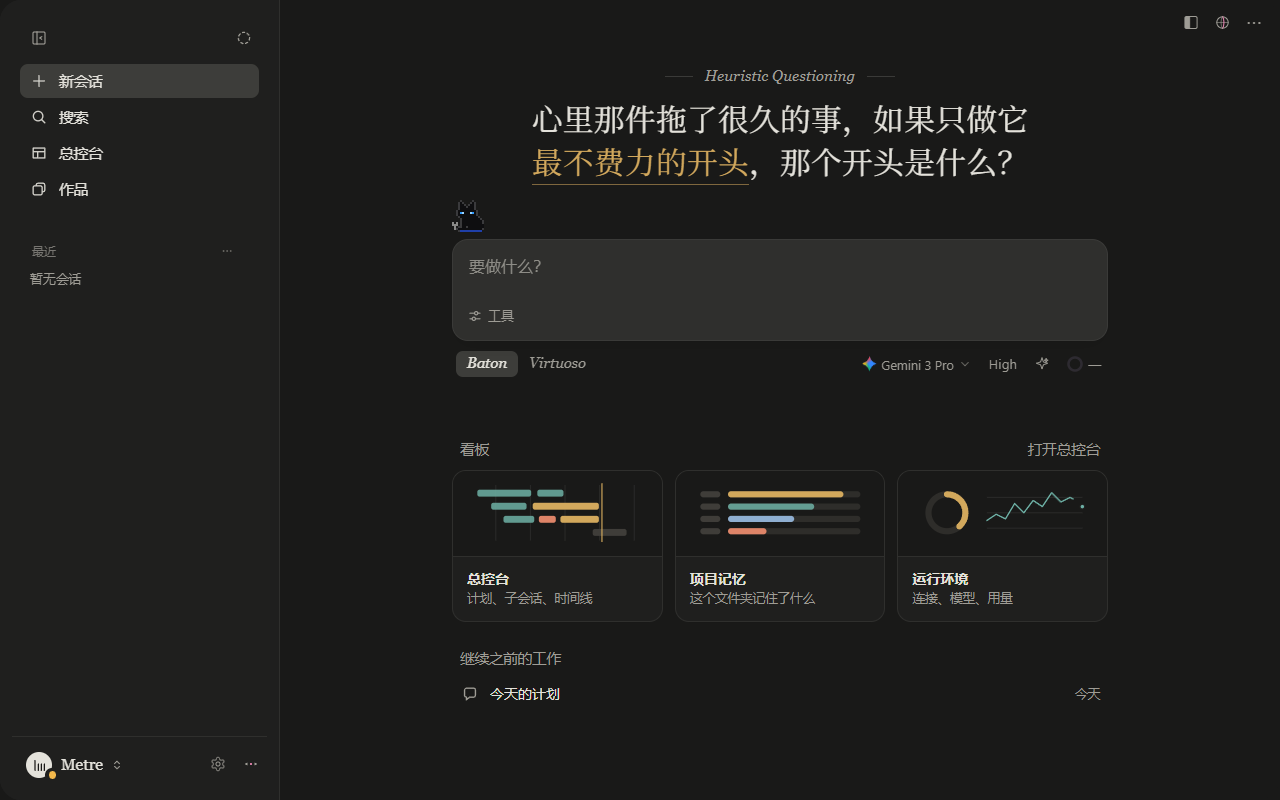 新会话
搜索
总控台
作品
最近
暂无会话
Metre
Heuristic Questioning
心里那件拖了很久的事，如果只做它
最不费力的开头，那个开头是什么？
要做什么？
工具
Baton Virtuoso Gemini 3 Pro High —
看板 打开总控台
总控台
计划、子会话、时间线
项目记忆
这个文件夹记住了什么
运行环境
连接、模型、用量
继续之前的工作
今天的计划 今天